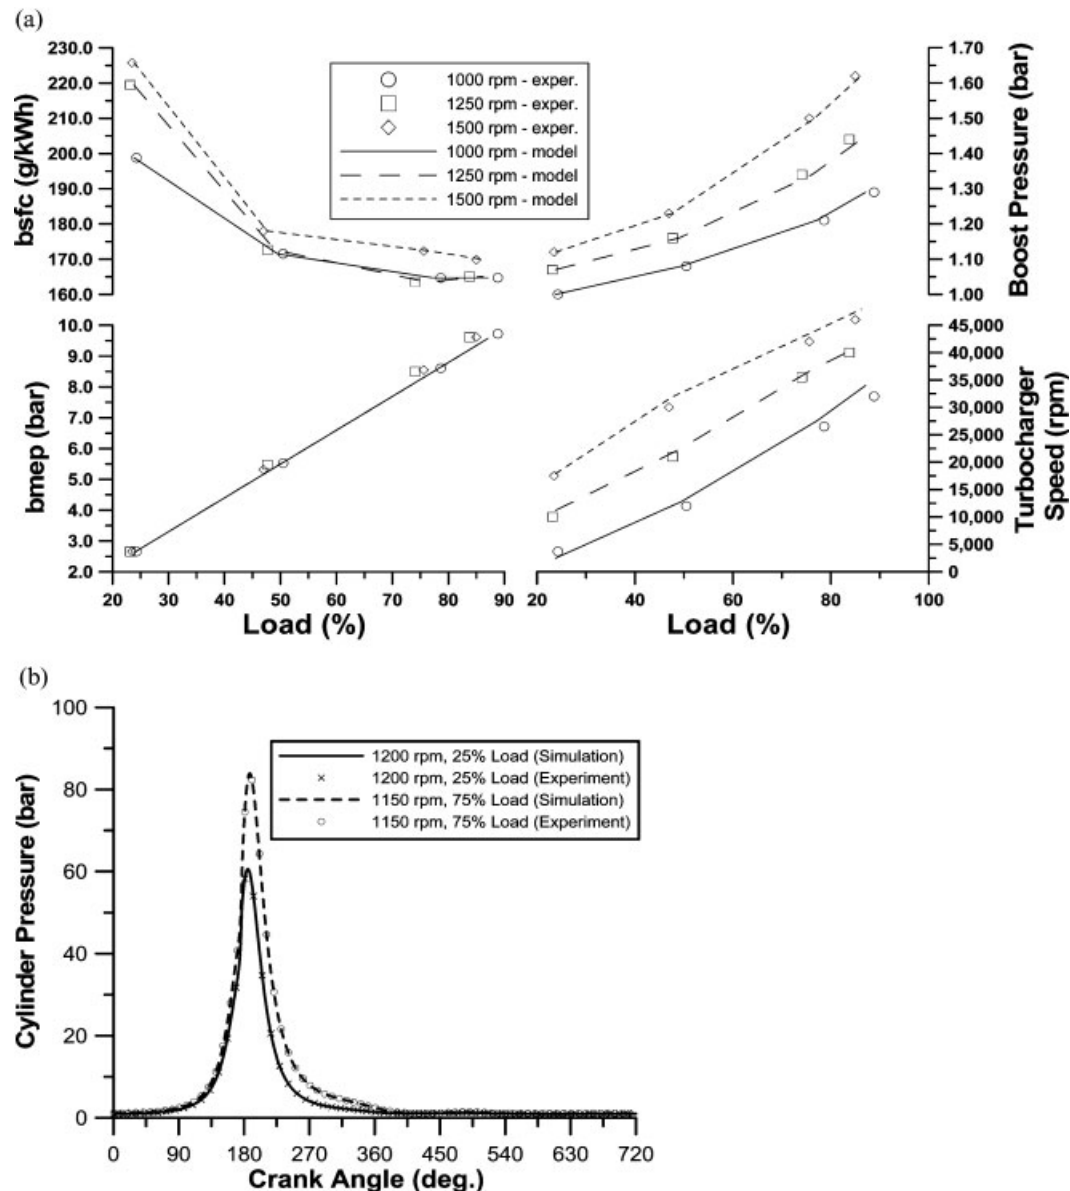 (a)
230.0
220.0
210.0
200.0
190.0
180.0
170.0
160.0
bsfc (g/kWh)
1000 rpm - exper.
1250 rpm - exper.
1500 rpm - exper.
1000 rpm - model
1250 rpm - model
1500 rpm - model
1.70
1.60
1.50
1.40
1.30
1.20
1.10
1.00
Boost Pressure (bar)
10.0
9.0
8.0
7.0
6.0
5.0
4.0
3.0
2.0
bmep (bar)
45,000
40,000
35,000
30,000
25,000
20,000
15,000
10,000
5,000
0
Turbocharger
Speed (rpm)
20 30 40 50 60 70 80 90
Load (%)
20 40 60 80 100
Load (%)
(b)
100
80
60
40
20
0
Cylinder Pressure (bar)
1200 rpm, 25% Load (Simulation)
1200 rpm, 25% Load (Experiment)
1150 rpm, 75% Load (Simulation)
1150 rpm, 75% Load (Experiment)
0 90 180 270 360 450 540 630 720
Crank Angle (deg.)